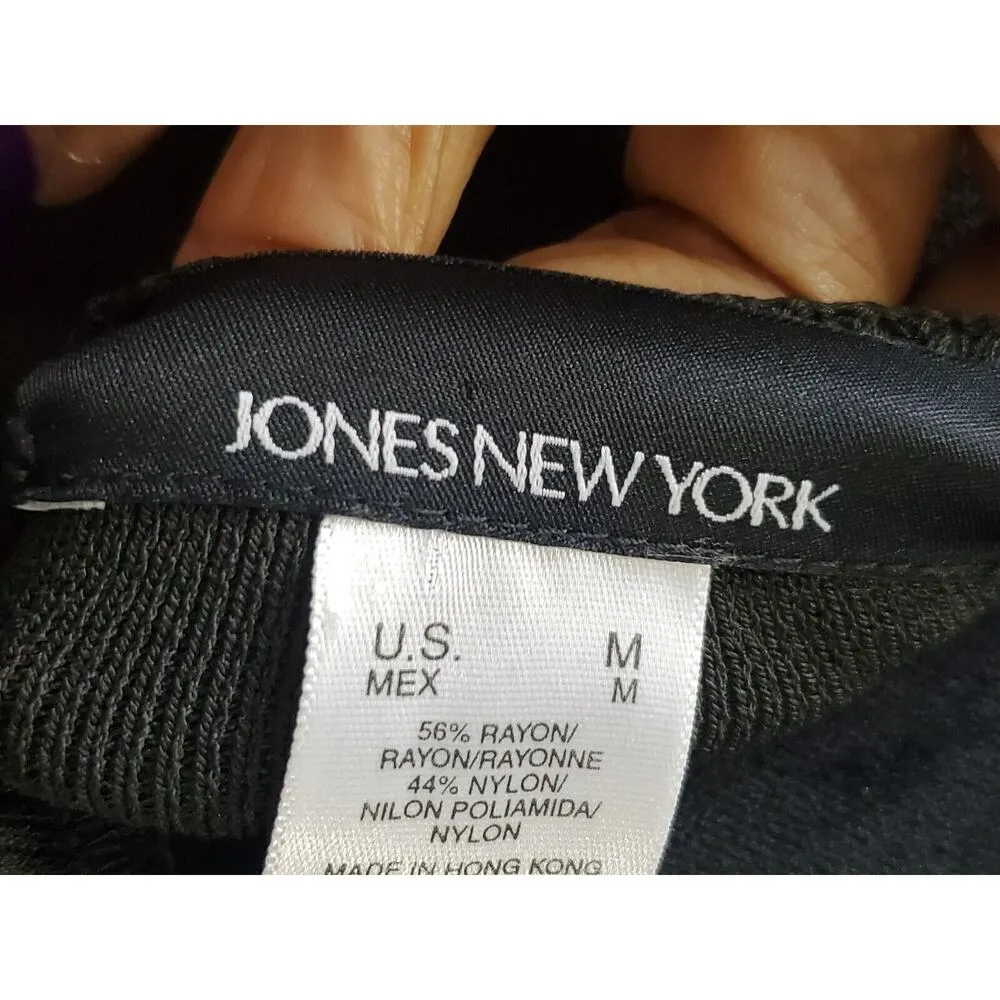 JONES NEW YORK
U.S. M
MEX M
56% RAYON/
RAYON/RAYONNE
44% NYLON/
NILON POLIAMIDA/
NYLON
MADE IN HONG KONG